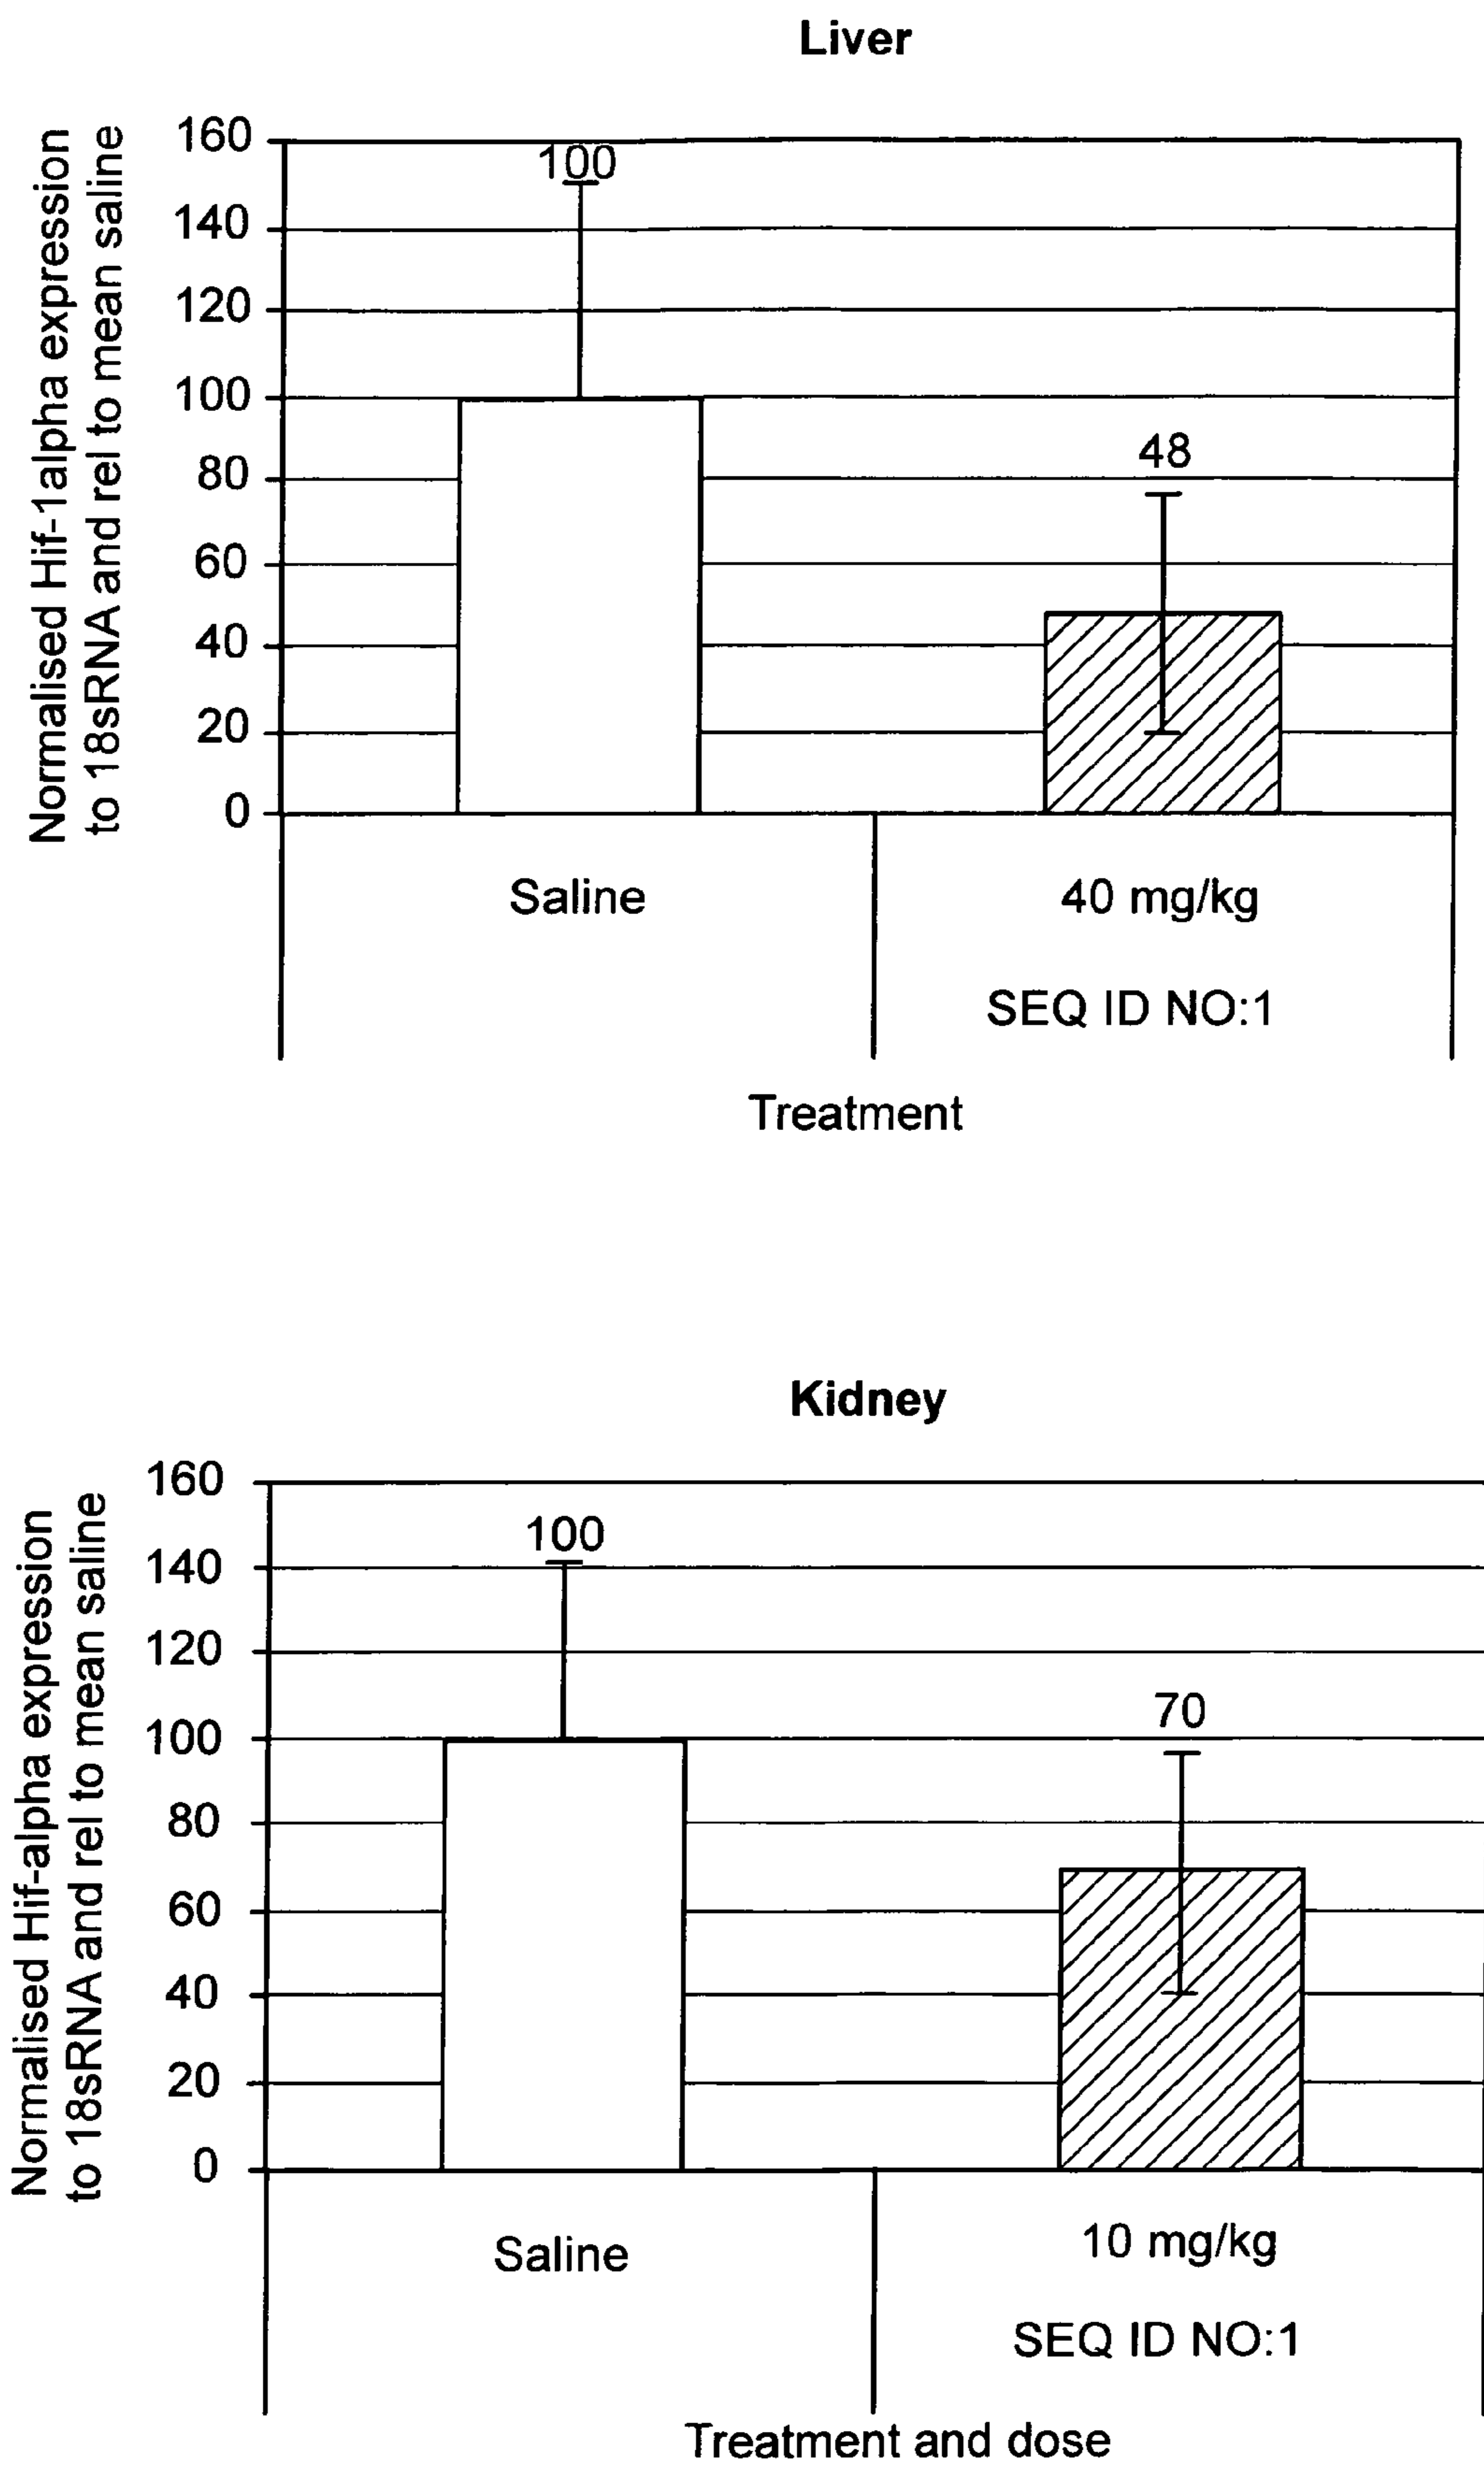 Liver
Normalised Hif-1alpha expression
to 18sRNA and rel to mean saline
160
140
120
100
80
60
40
20
0
100
48
Saline
40 mg/kg
SEQ ID NO:1
Treatment
Kidney
Normalised Hif-alpha expression
to 18sRNA and rel to mean saline
160
140
120
100
80
60
40
20
0
100
70
Saline
10 mg/kg
SEQ ID NO:1
Treatment and dose